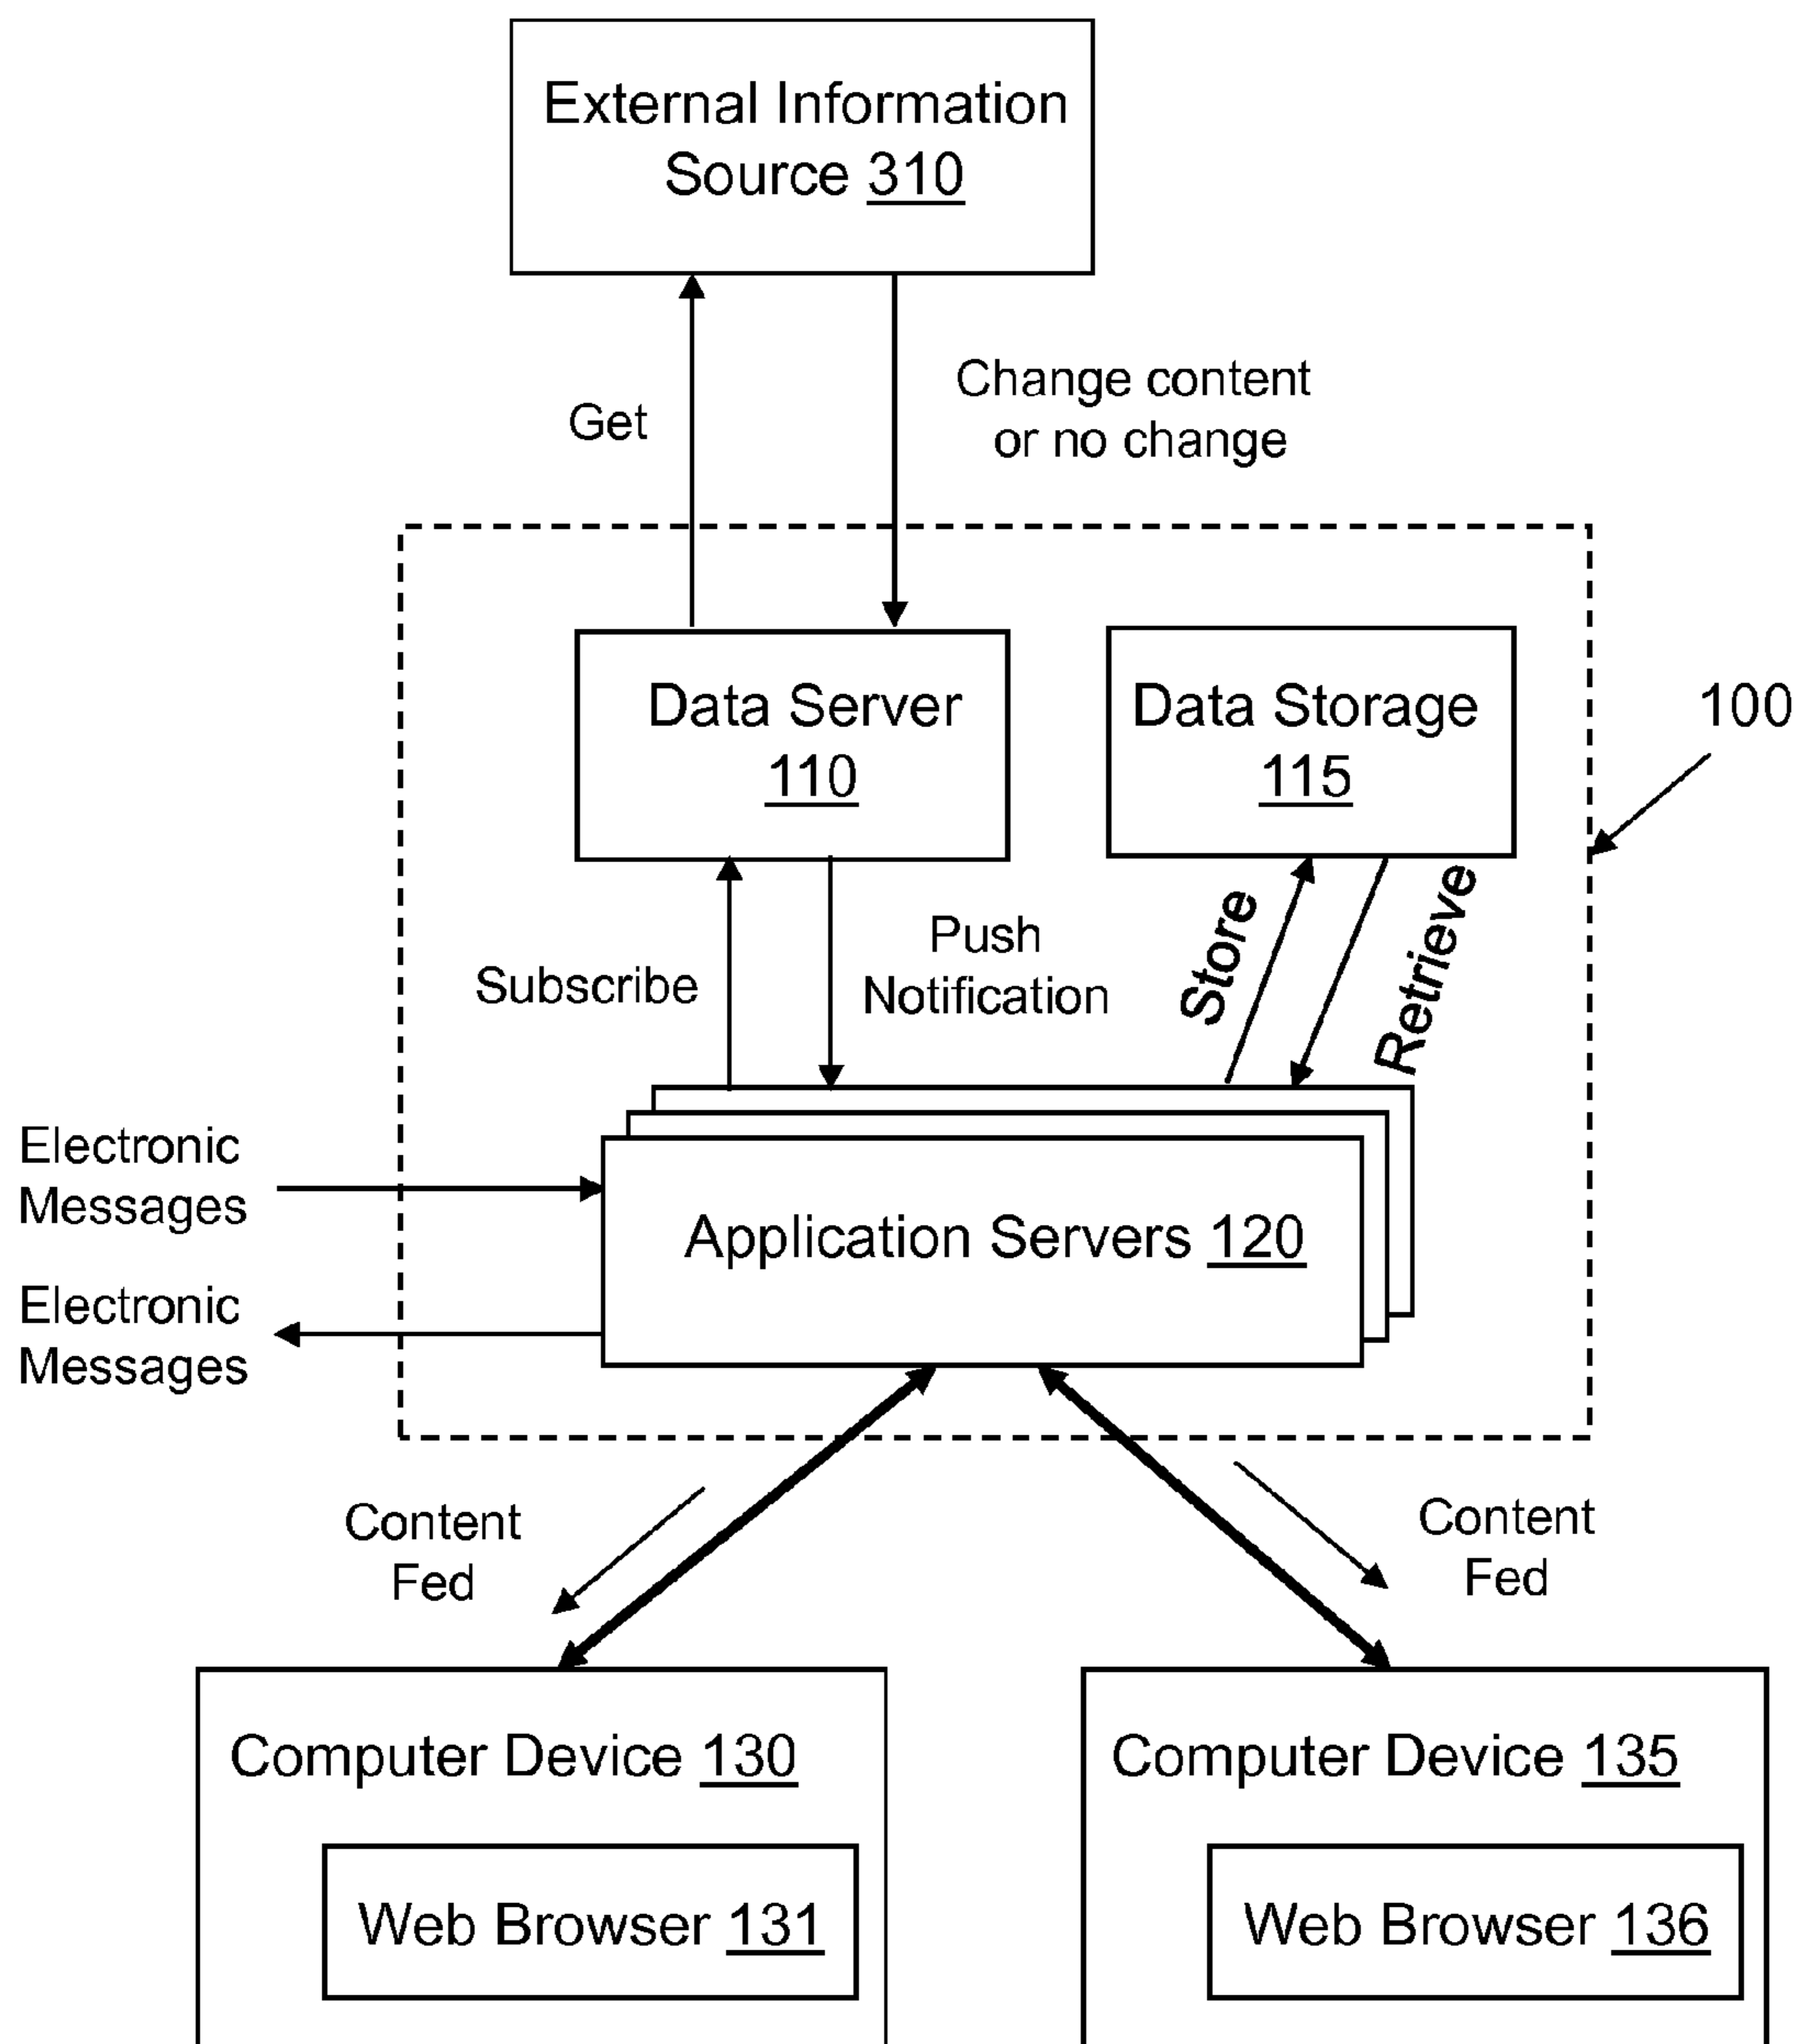 External Information
Source 310
Get
Change content
or no change
Data Server
110
Data Storage
115
100
Subscribe
Push
Notification
Store
Retrieve
Electronic
Messages
Application Servers 120
Electronic
Messages
Content
Fed
Content
Fed
Computer Device 130
Computer Device 135
Web Browser 131
Web Browser 136